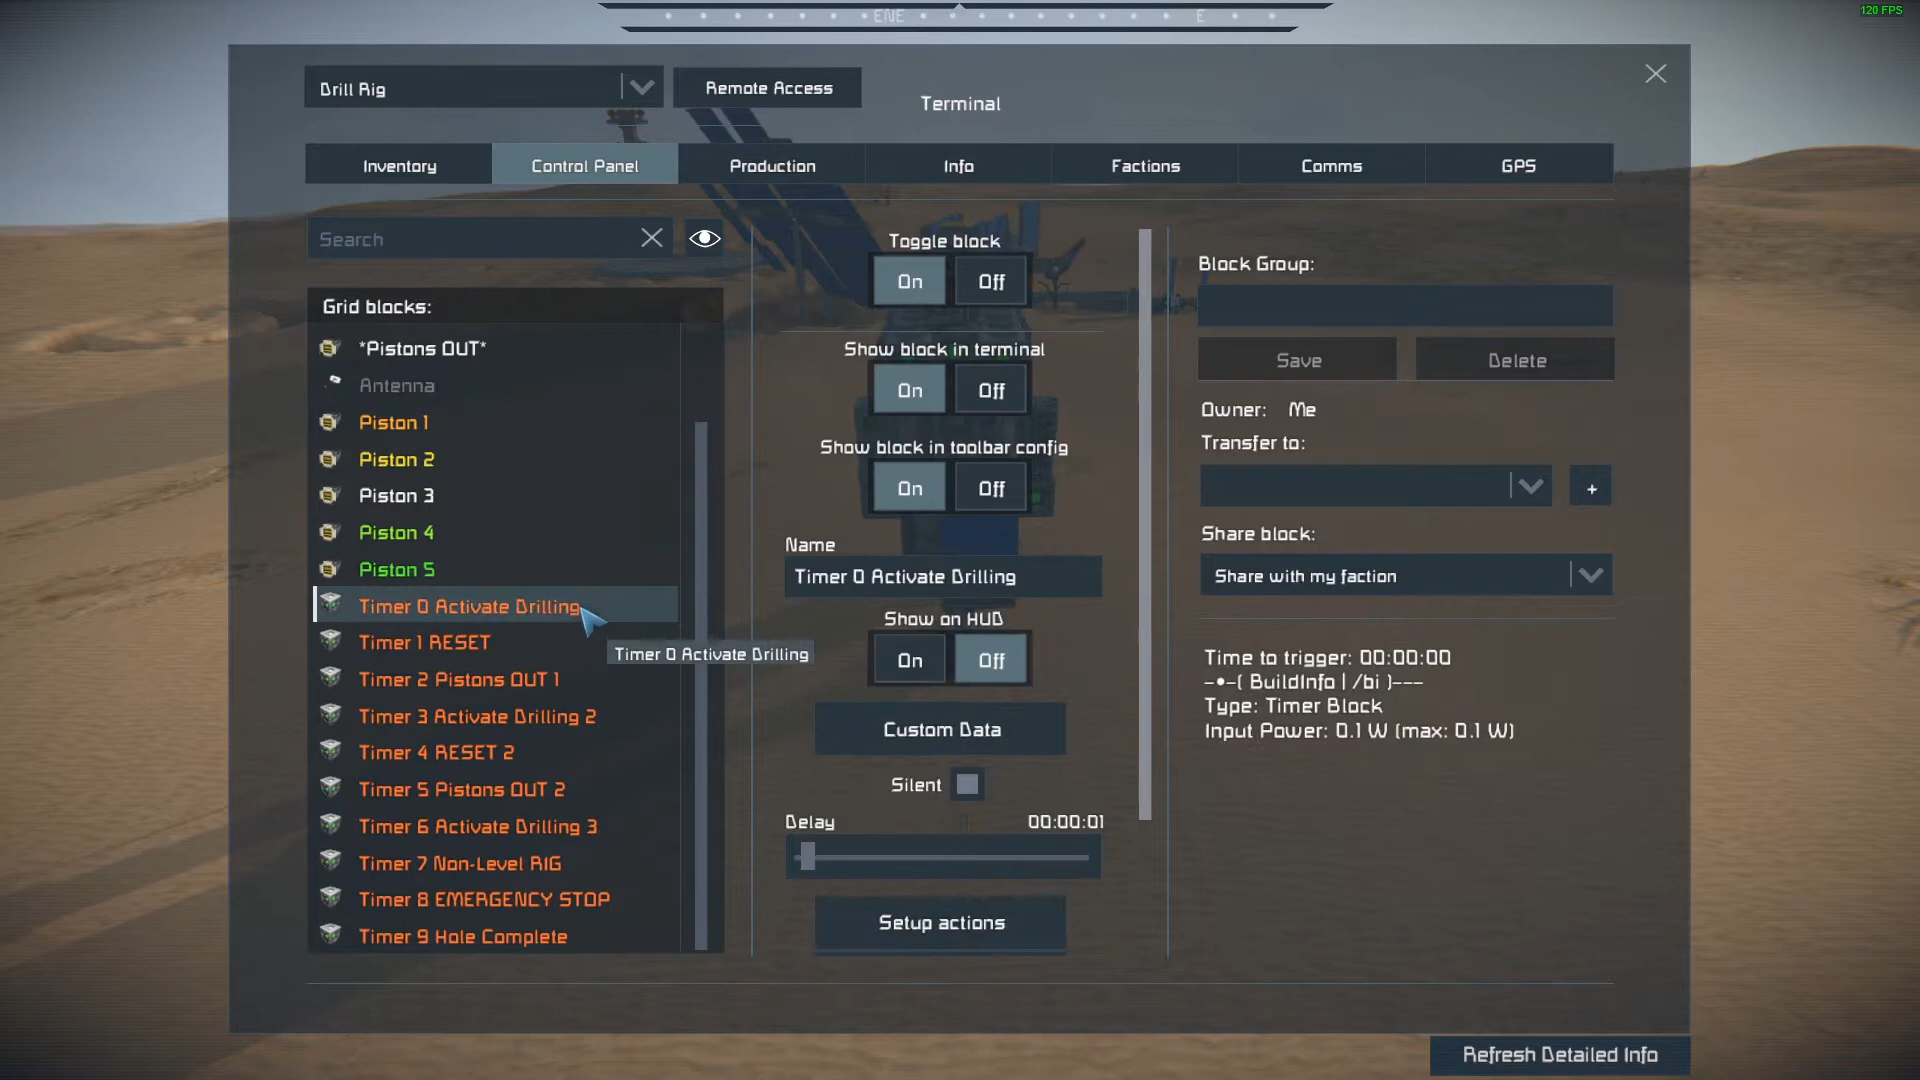 ENE
E
120 FPS
Drill Rig
Remote Access
Terminal
Inventory
Control Panel
Production
Info
Factions
Comms
GPS
Search
Grid blocks:
*Pistons OUT*
Antenna
Piston 1
Piston 2
Piston 3
Piston 4
Piston 5
Timer 0 Activate Drilling
Timer 1 RESET
Timer 2 Pistons OUT 1
Timer 3 Activate Drilling 2
Timer 4 RESET 2
Timer 5 Pistons OUT 2
Timer 6 Activate Drilling 3
Timer 7 Non-Level RIG
Timer 8 EMERGENCY STOP
Timer 9 Hole Complete
Timer 0 Activate Drilling
Toggle block
On
Off
Show block in terminal
On
Off
Show block in toolbar config
On
Off
Name
Timer 0 Activate Drilling
Show on HUD
On
Off
Custom Data
Silent
Delay
00:00:01
Setup actions
Block Group:
Save
Delete
Owner: Me
Transfer to:
+
Share block:
Share with my faction
Time to trigger: 00:00:00
-•-( BuildInfo | /bi )---
Type: Timer Block
Input Power: 0.1 W (max: 0.1 W)
Refresh Detailed Info